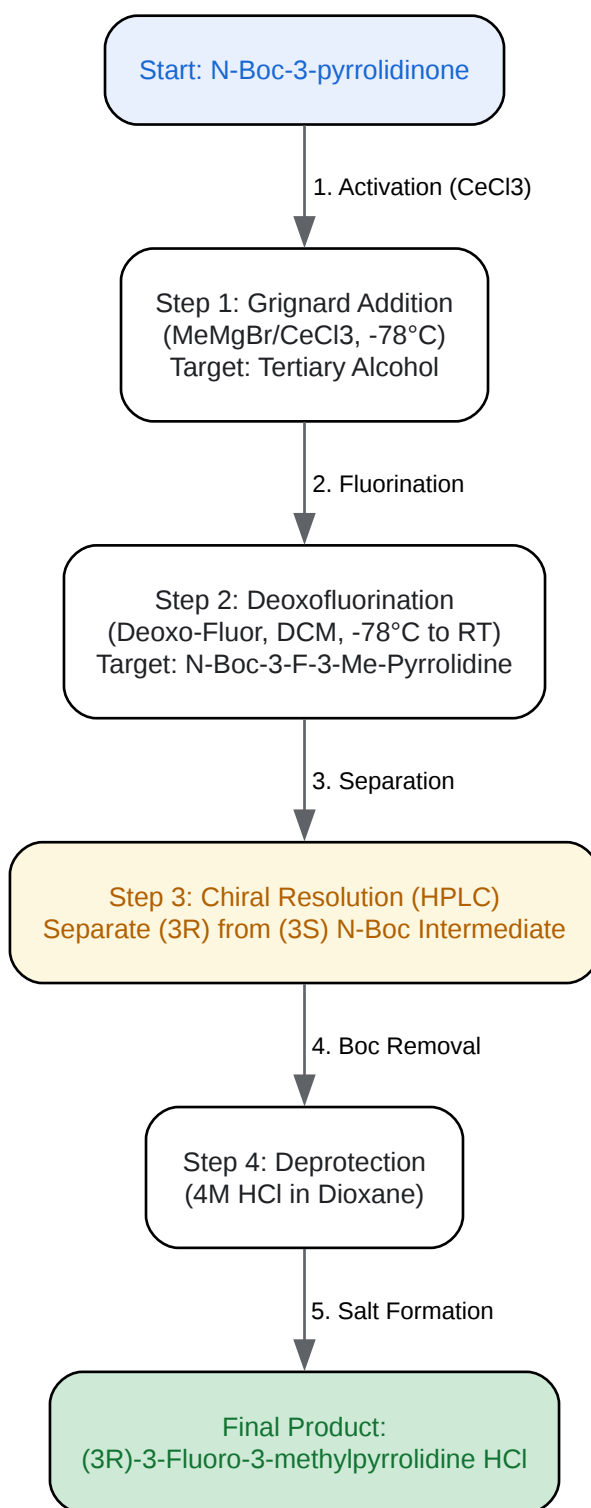 Start: N-Boc-3-pyrrolidinone
1. Activation (CeCl3)
Step 1: Grignard Addition
(MeMgBr/CeCl3, -78°C)
Target: Tertiary Alcohol
2. Fluorination
Step 2: Deoxofluorination
(Deoxo-Fluor, DCM, -78°C to RT)
Target: N-Boc-3-F-3-Me-Pyrrolidine
3. Separation
Step 3: Chiral Resolution (HPLC)
Separate (3R) from (3S) N-Boc Intermediate
4. Boc Removal
Step 4: Deprotection
(4M HCl in Dioxane)
5. Salt Formation
Final Product:
(3R)-3-Fluoro-3-methylpyrrolidine HCl